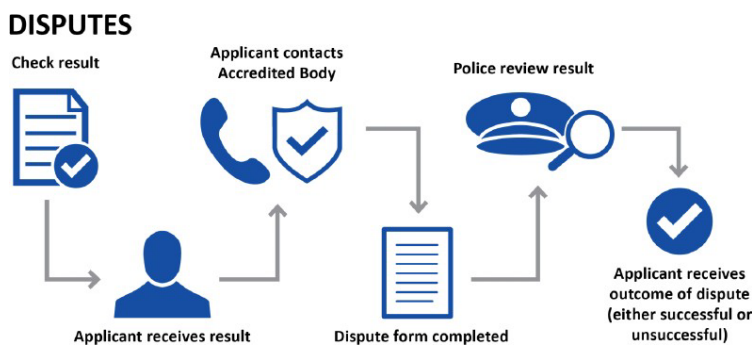 DISPUTES
Check result
Applicant receives result
Applicant contacts
Accredited Body
Dispute form completed
Police review result
Applicant receives
outcome of dispute
(either successful or
unsuccessful)